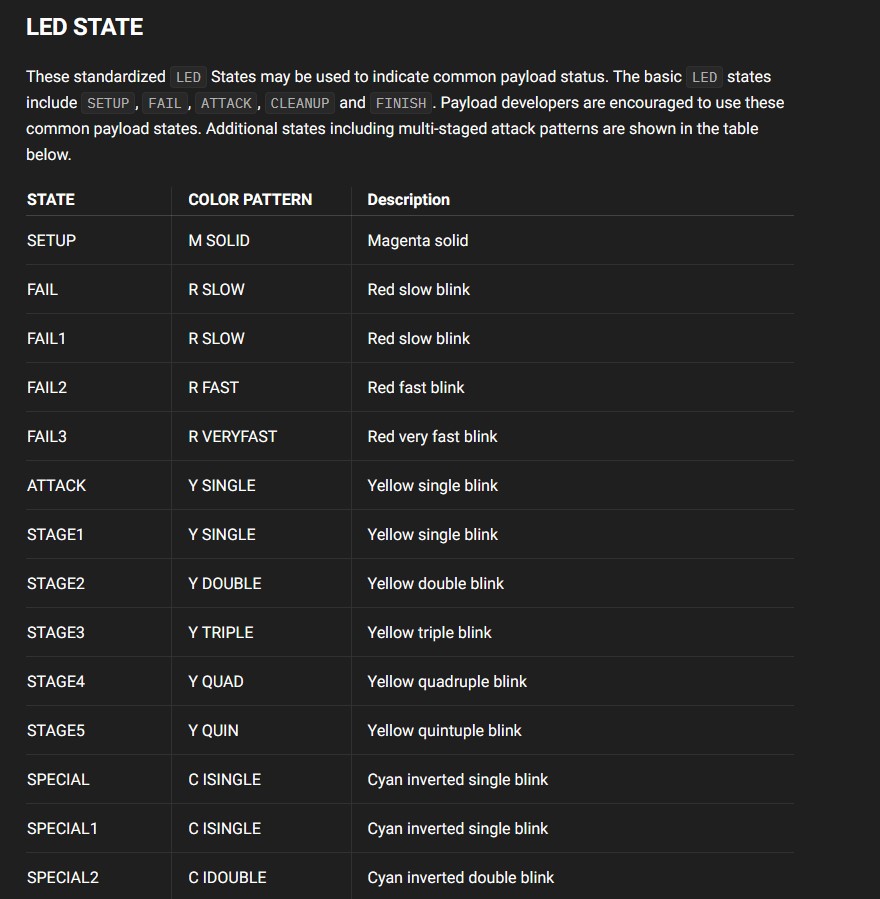 LED STATE
These standardized LED States may be used to indicate common payload status. The basic LED states
include SETUP, FAIL, ATTACK, CLEANUP and FINISH. Payload developers are encouraged to use these
common payload states. Additional states including multi-staged attack patterns are shown in the table
below.
STATE COLOR PATTERN Description
SETUP M SOLID Magenta solid
FAIL R SLOW Red slow blink
FAIL1 R SLOW Red slow blink
FAIL2 R FAST Red fast blink
FAIL3 R VERYFAST Red very fast blink
ATTACK Y SINGLE Yellow single blink
STAGE1 Y SINGLE Yellow single blink
STAGE2 Y DOUBLE Yellow double blink
STAGE3 Y TRIPLE Yellow triple blink
STAGE4 Y QUAD Yellow quadruple blink
STAGE5 Y QUIN Yellow quintuple blink
SPECIAL C ISINGLE Cyan inverted single blink
SPECIAL1 C ISINGLE Cyan inverted single blink
SPECIAL2 C IDOUBLE Cyan inverted double blink